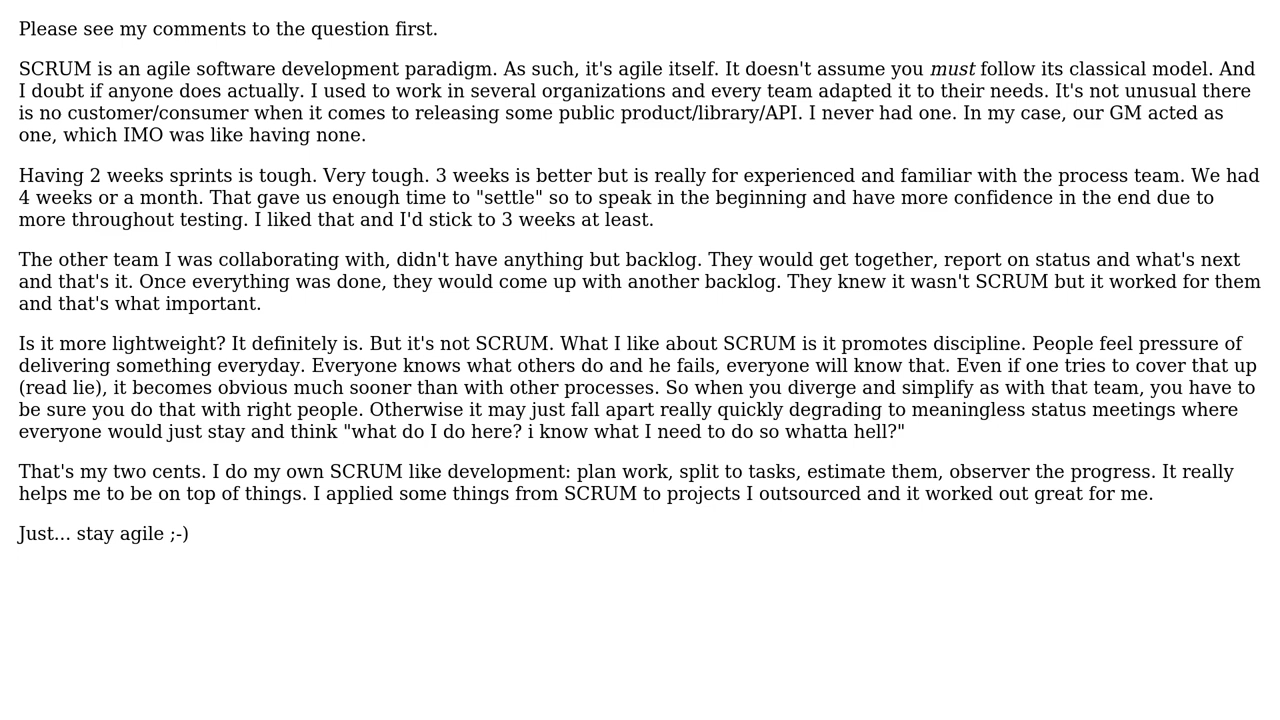 Please see my comments to the question first.
SCRUM is an agile software development paradigm. As such, it's agile itself. It doesn't assume you must follow its classical model. And
I doubt if anyone does actually. I used to work in several organizations and every team adapted it to their needs. It's not unusual there
is no customer/consumer when it comes to releasing some public product/library/API. I never had one. In my case, our GM acted as
one, which IMO was like having none.
Having 2 weeks sprints is tough. Very tough. 3 weeks is better but is really for experienced and familiar with the process team. We had
4 weeks or a month. That gave us enough time to "settle" so to speak in the beginning and have more confidence in the end due to
more throughout testing. I liked that and I'd stick to 3 weeks at least.
The other team I was collaborating with, didn't have anything but backlog. They would get together, report on status and what's next
and that's it. Once everything was done, they would come up with another backlog. They knew it wasn't SCRUM but it worked for them
and that's what important.
Is it more lightweight? It definitely is. But it's not SCRUM. What I like about SCRUM is it promotes discipline. People feel pressure of
delivering something everyday. Everyone knows what others do and he fails, everyone will know that. Even if one tries to cover that up
(read lie), it becomes obvious much sooner than with other processes. So when you diverge and simplify as with that team, you have to
be sure you do that with right people. Otherwise it may just fall apart really quickly degrading to meaningless status meetings where
everyone would just stay and think "what do I do here? i know what I need to do so whatta hell?"
That's my two cents. I do my own SCRUM like development: plan work, split to tasks, estimate them, observer the progress. It really
helps me to be on top of things. I applied some things from SCRUM to projects I outsourced and it worked out great for me.
Just... stay agile ;-)